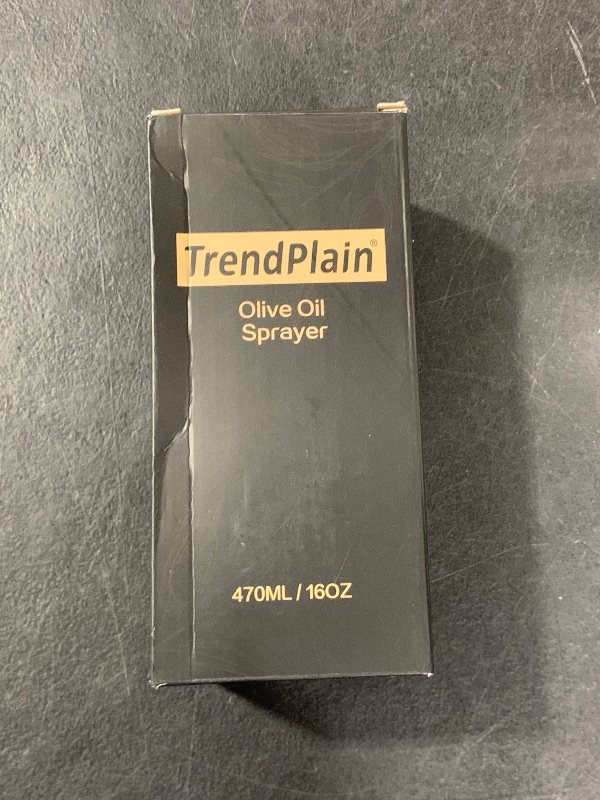 TrendPlain®
Olive Oil
Sprayer
470ML / 16OZ